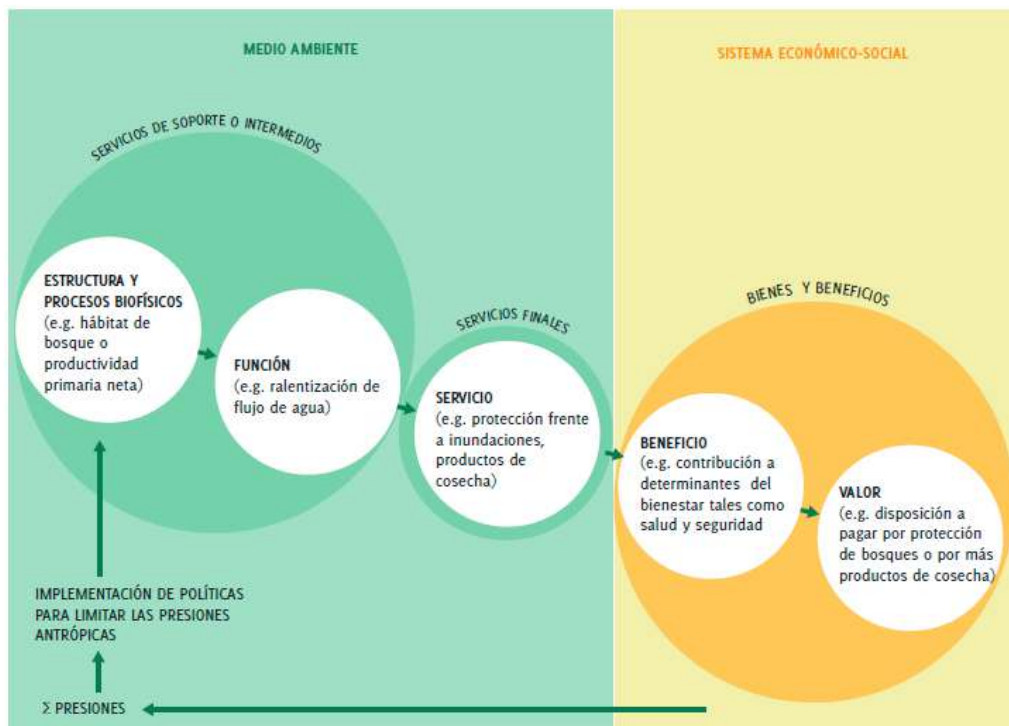 MEDIO AMBIENTE
SISTEMA ECONÓMICO-SOCIAL
SERVICIOS DE SOPORTE O INTERMEDIOS
ESTRUCTURA Y
PROCESOS BIOFÍSICOS
(e.g. hábitat de
bosque o
productividad
primaria neta)
FUNCIÓN
(e.g. ralentización de
flujo de agua)
SERVICIOS FINALES
SERVICIO
(e.g. protección frente
a inundaciones,
productos de
cosecha)
BIENES Y BENEFICIOS
BENEFICIO
(e.g. contribución a
determinantes del
bienestar tales como
salud y seguridad
VALOR
(e.g. disposición a
pagar por protección
de bosques o por más
productos de cosecha)
IMPLEMENTACIÓN DE POLÍTICAS
PARA LIMITAR LAS PRESIONES
ANTRÓPICAS
Σ PRESIONES